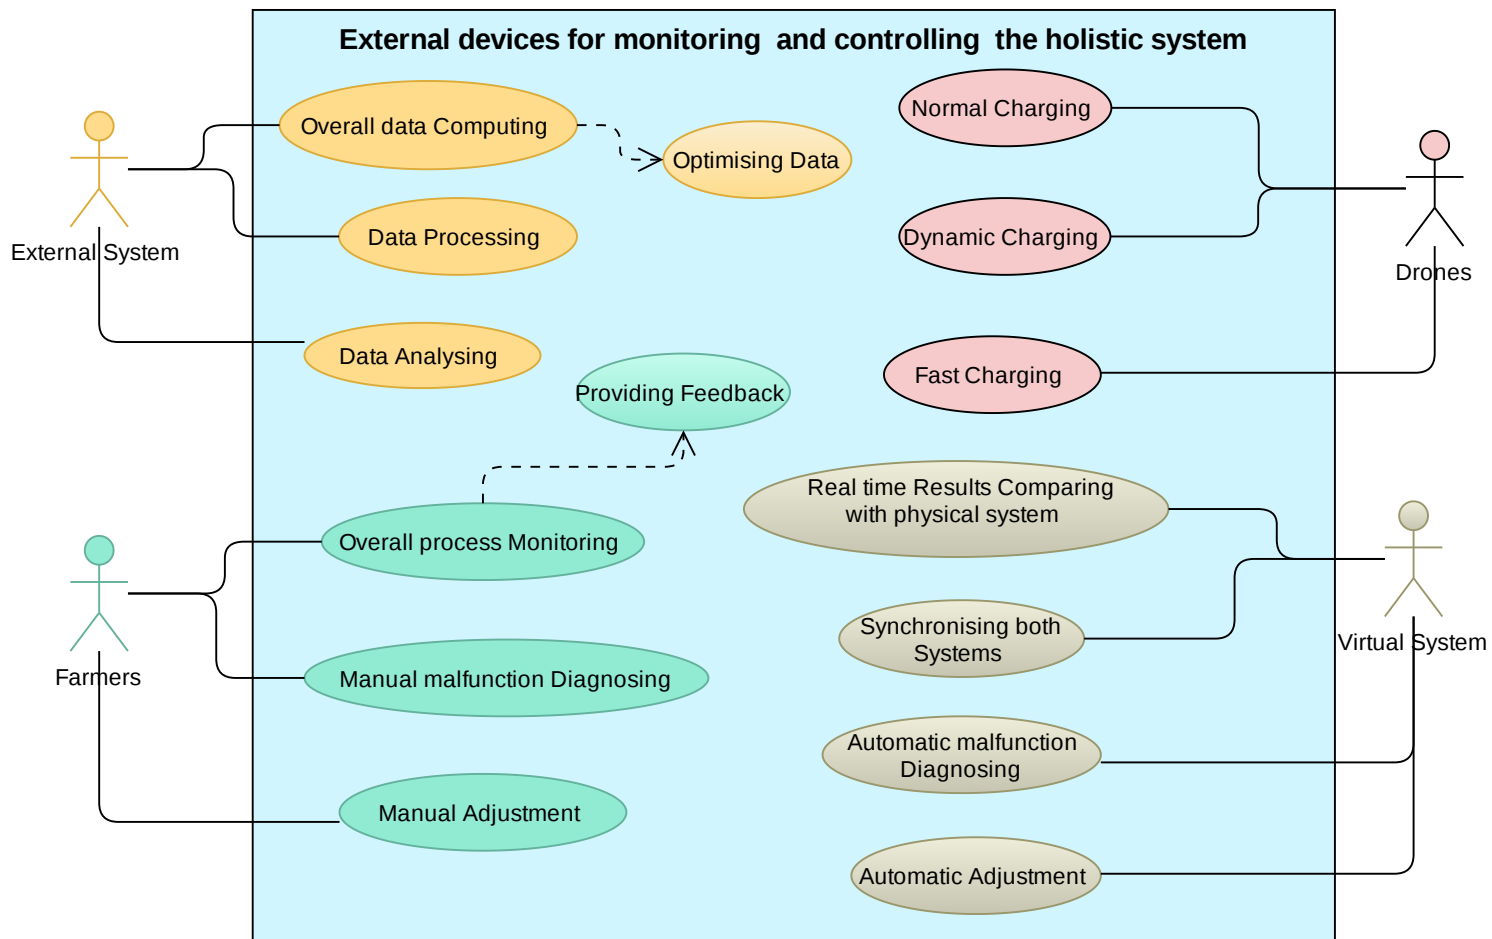 External devices for monitoring  and controlling  the holistic system
Overall data Computing
Optimising Data
Data Processing
External System
Data Analysing
Normal Charging
Dynamic Charging
Drones
Fast Charging
Providing Feedback
Overall process Monitoring
Farmers
Manual malfunction Diagnosing
Manual Adjustment
Real time Results Comparing
with physical system
Synchronising both
Systems
Virtual System
Automatic malfunction
Diagnosing
Automatic Adjustment